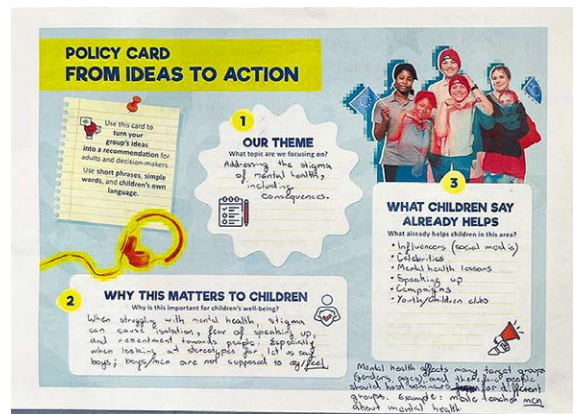 POLICY CARD
FROM IDEAS TO ACTION
Use this card to
turn your
group's ideas
into a recommendation for
adults and decision-makers
Use short phrases, simple
words, and children's own
language.
1
OUR THEME
What topic are we focusing on?
Addressing the stigma
of mental health,
including
consequences.
2
WHY THIS MATTERS TO CHILDREN
Why is this important for children's well-being?
When struggling with mental health, stigma
can cause isolation, fear of speaking up,
and resentment towards people. Especially
when looking at stereotypes for, let us say
boys; boys/men are not supposed to cry/feel
3
WHAT CHILDREN SAY
ALREADY HELPS
What already helps children in this area?
• Influencers (social media)
• Celebrities
• Mental health lessons
• Speaking up
• Campaigns
• Youth/children clubs
Mental health affects many target groups
(genders, ages), and therefore people
should host seminars for different
groups. Example: male teacher men
about mental health